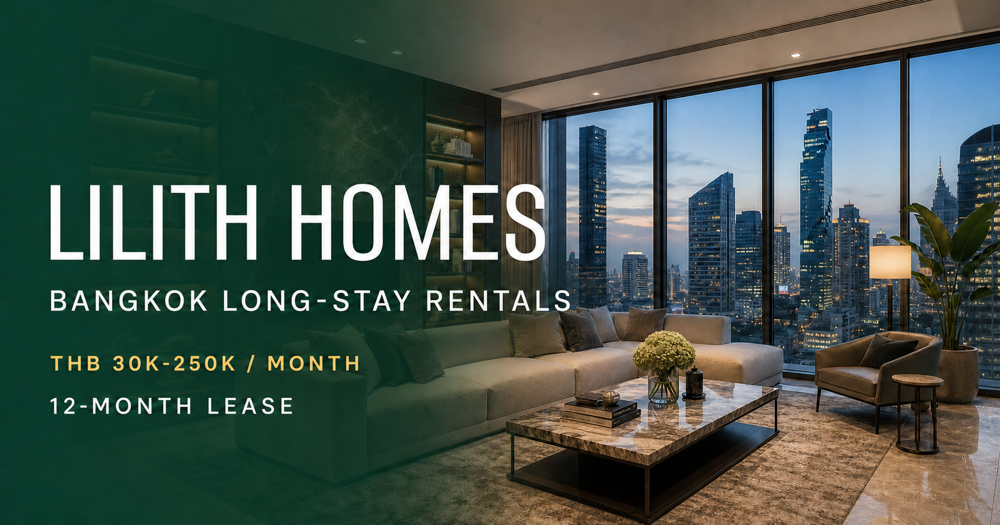 LILITH HOMES
BANGKOK LONG-STAY RENTALS
THB 30K-250K / MONTH
12-MONTH LEASE